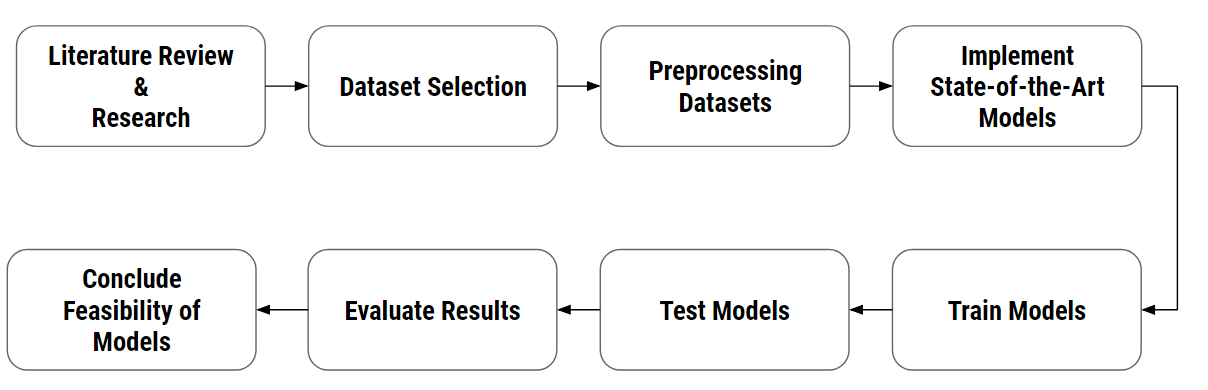 Literature Review
&
Research
Dataset Selection
Preprocessing
Datasets
Implement
State-of-the-Art
Models
Train Models
Test Models
Evaluate Results
Conclude
Feasibility of
Models